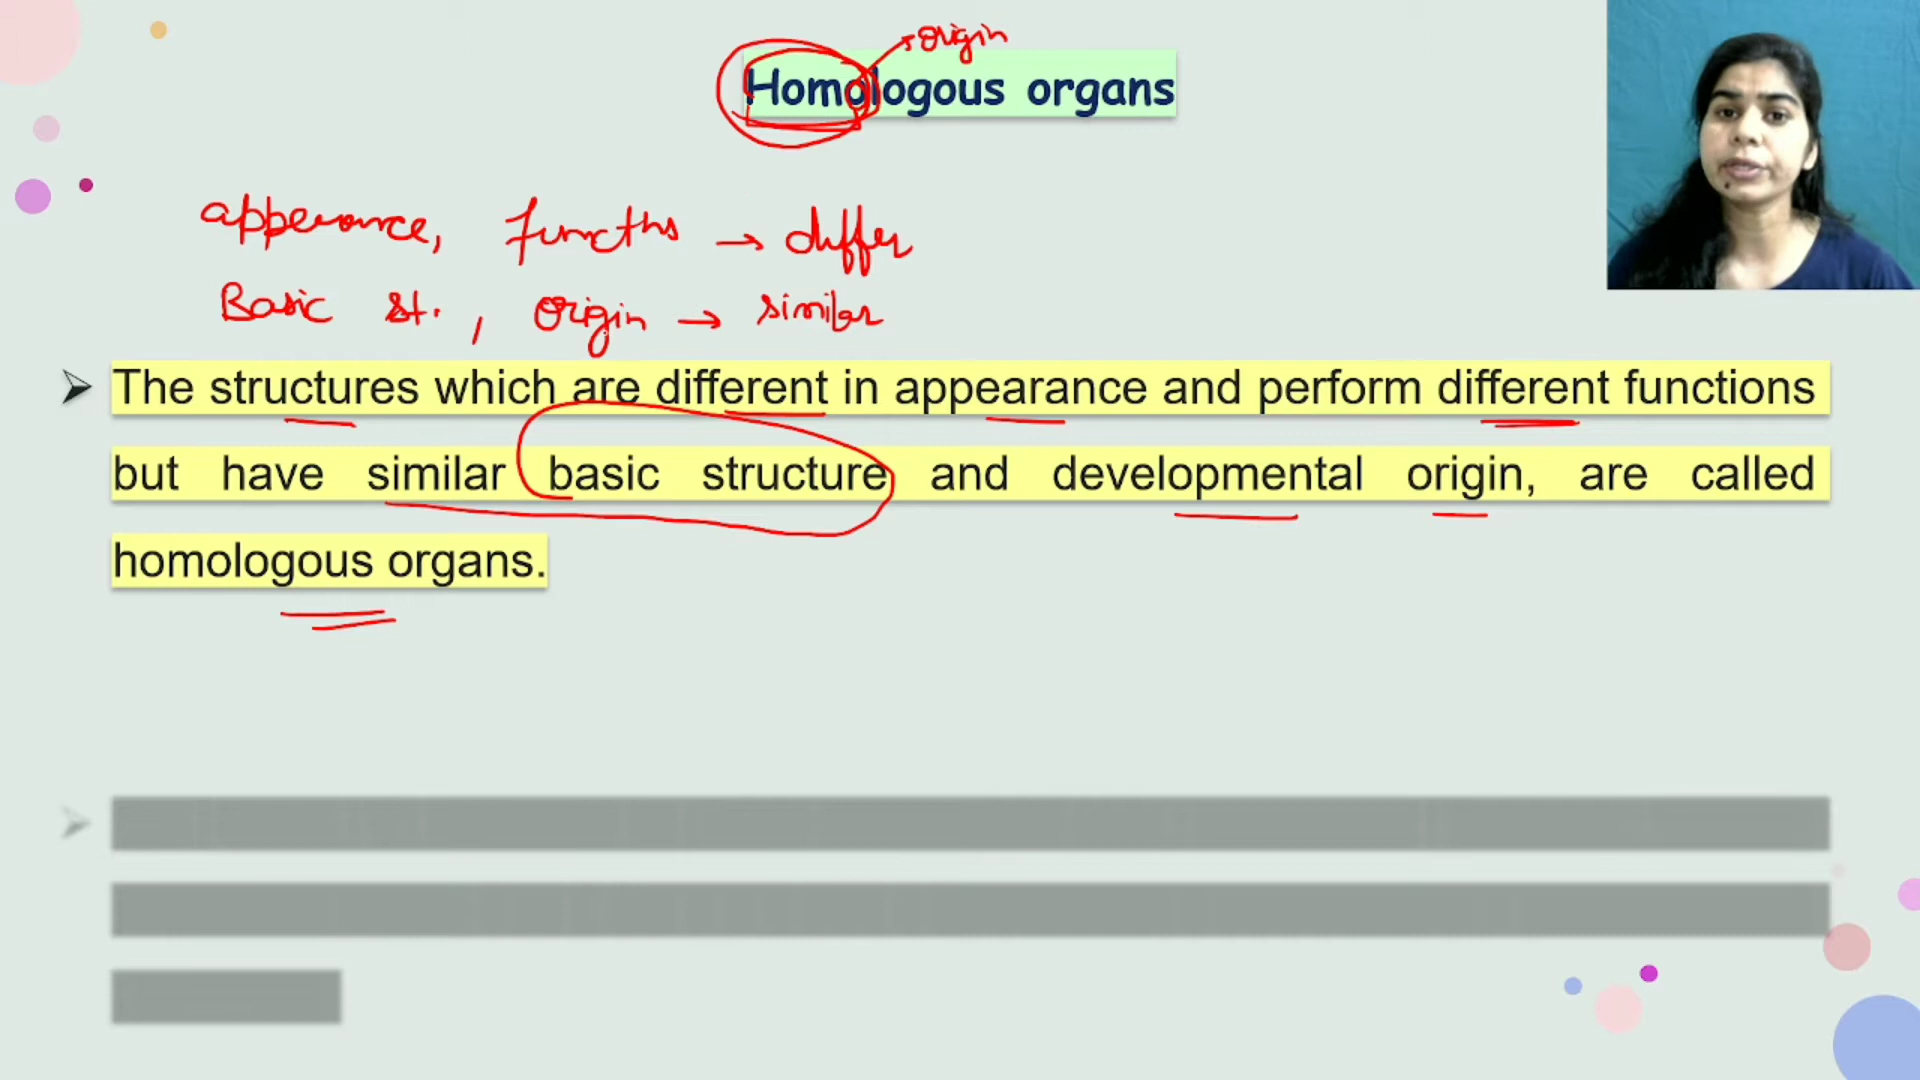 origin
Homologous organs
appearance, functns → differ
Basic st., origin → similar
➢ The structures which are different in appearance and perform different functions
but have similar basic structure and developmental origin, are called
homologous organs.